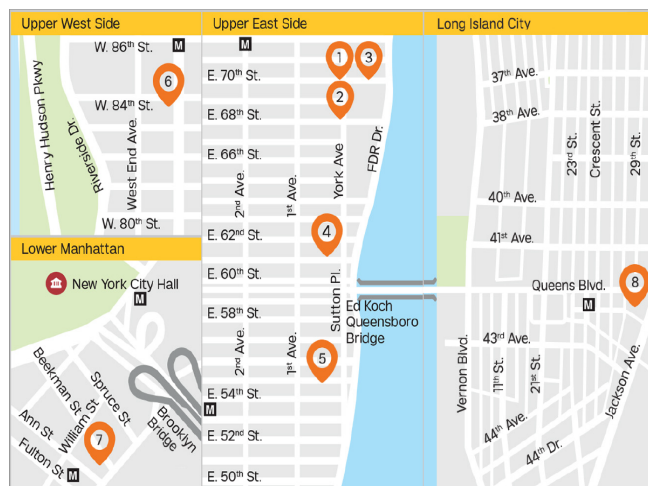 Upper West Side
W. 86th St.
M
6
W. 84th St.
Henry Hudson Pkwy
Riverside Dr.
West End Ave.
W. 80th St.
Lower Manhattan
New York City Hall
M
Beekman St.
Spruce St.
William St.
Ann St.
Fulton St
M
7
Brooklyn
Bridge
Upper East Side
M
1
3
E. 70th St.
2
E. 68th St.
E. 66th St.
2nd Ave.
1st Ave.
York Ave
FDR Dr.
E. 62nd St.
4
E. 60th St.
E. 58th St.
Sutton Pl.
Ed Koch
Queensboro
Bridge
2nd Ave.
1st Ave.
5
E. 54th St.
M
E. 52nd St.
E. 50th St.
Long Island City
37th Ave.
38th Ave.
23rd St.
Crescent St.
29th St.
40th Ave.
41st Ave.
Queens Blvd.
8
M
43rd Ave.
Vernon Blvd.
11th St.
21st St.
Jackson Ave.
44th Ave.
44th Dr.